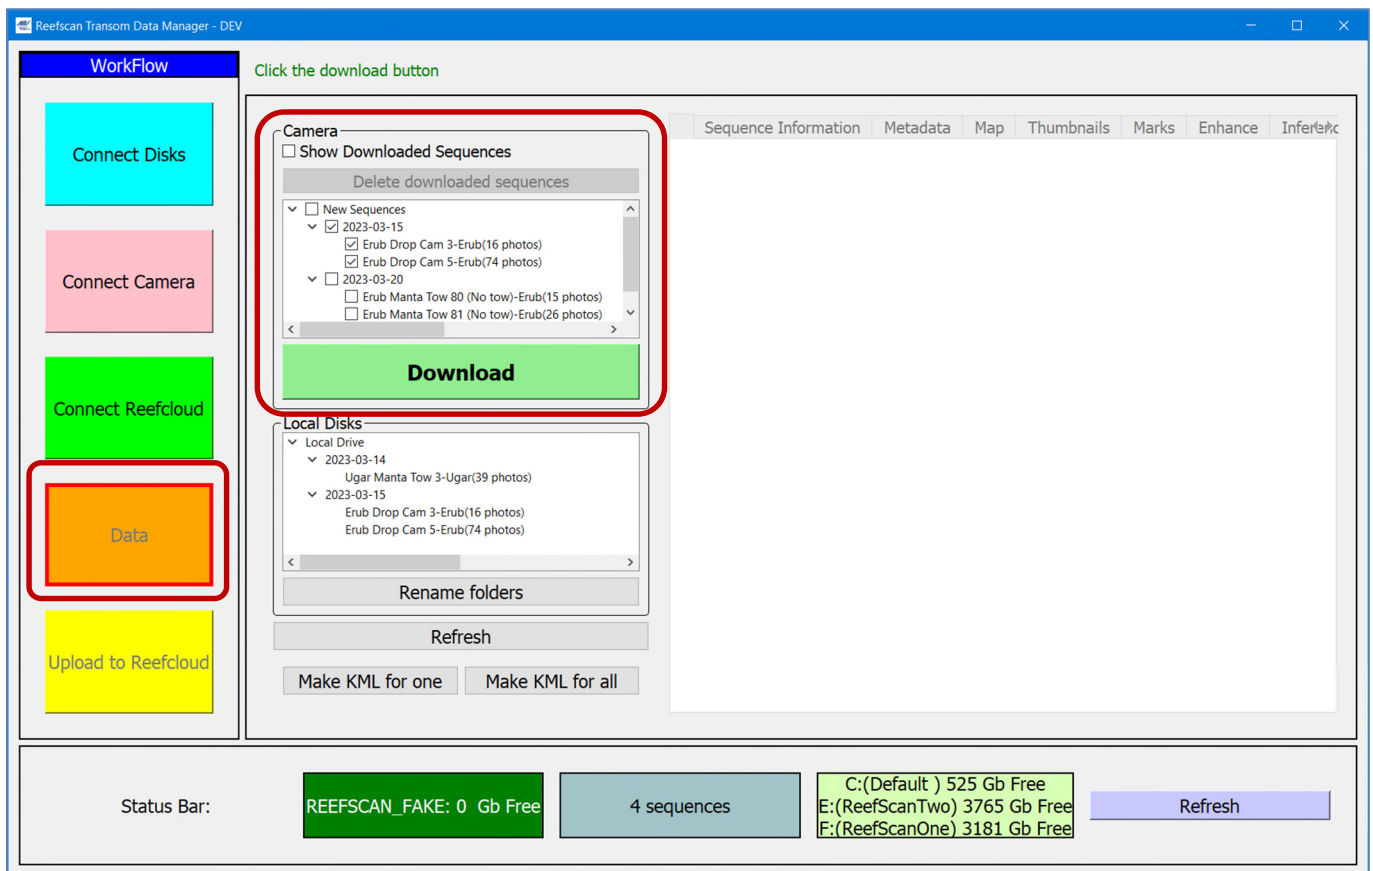 Reefscan Transom Data Manager - DEV
WorkFlow
Click the download button
Connect Disks
Connect Camera
Connect Reefcloud
Data
Upload to Reefcloud
Camera
Show Downloaded Sequences
Delete downloaded sequences
New Sequences
2023-03-15
Erub Drop Cam 3-Erub(16 photos)
Erub Drop Cam 5-Erub(74 photos)
2023-03-20
Erub Manta Tow 80 (No tow)-Erub(15 photos)
Erub Manta Tow 81 (No tow)-Erub(26 photos)
Download
Local Disks
Local Drive
2023-03-14
Ugar Manta Tow 3-Ugar(39 photos)
2023-03-15
Erub Drop Cam 3-Erub(16 photos)
Erub Drop Cam 5-Erub(74 photos)
Rename folders
Refresh
Make KML for one Make KML for all
Sequence Information Metadata Map Thumbnails Marks Enhance
Status Bar:
REEFSCAN_FAKE: 0 Gb Free
4 sequences
C:(Default ) 525 Gb Free
E:(ReefScanTwo) 3765 Gb Free
F:(ReefScanOne) 3181 Gb Free
Refresh